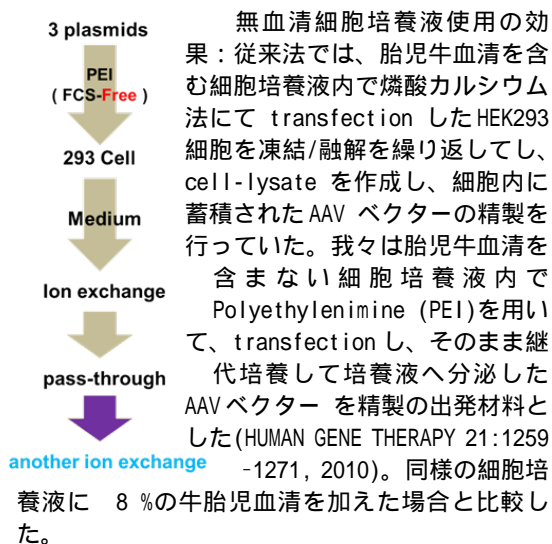 3 plasmids
PEI
( FCS-Free )
293 Cell
Medium
Ion exchange
pass-through
another ion exchange
無血清細胞培養液使用の効
果：従来法では、胎児牛血清を含
む細胞培養液内で燐酸カルシウム
法にて transfection した HEK293
細胞を凍結/融解を繰り返してし、
cell-lysate を作成し、細胞内に
蓄積された AAV ベクターの精製を
行っていた。我々は胎児牛血清を
含まない細胞培養液内で
Polyethylenimine (PEI)を用い
て、transfection し、そのまま継
代培養して培養液へ分泌した
AAV ベクター を精製の出発材料と
した(HUMAN GENE THERAPY 21:1259
-1271, 2010)。同様の細胞培
養液に 8 %の牛胎児血清を加えた場合と比較し
た。